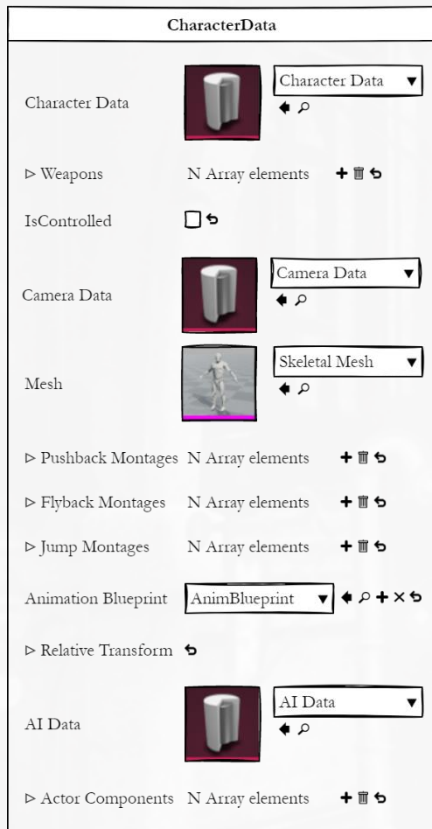 CharacterData
Character Data
Character Data
Weapons N Array elements
IsControlled
Camera Data
Camera Data
Mesh
Skeletal Mesh
Pushback Montages N Array elements
Flyback Montages N Array elements
Jump Montages N Array elements
Animation Blueprint AnimBlueprint
Relative Transform
AI Data
AI Data
Actor Components N Array elements